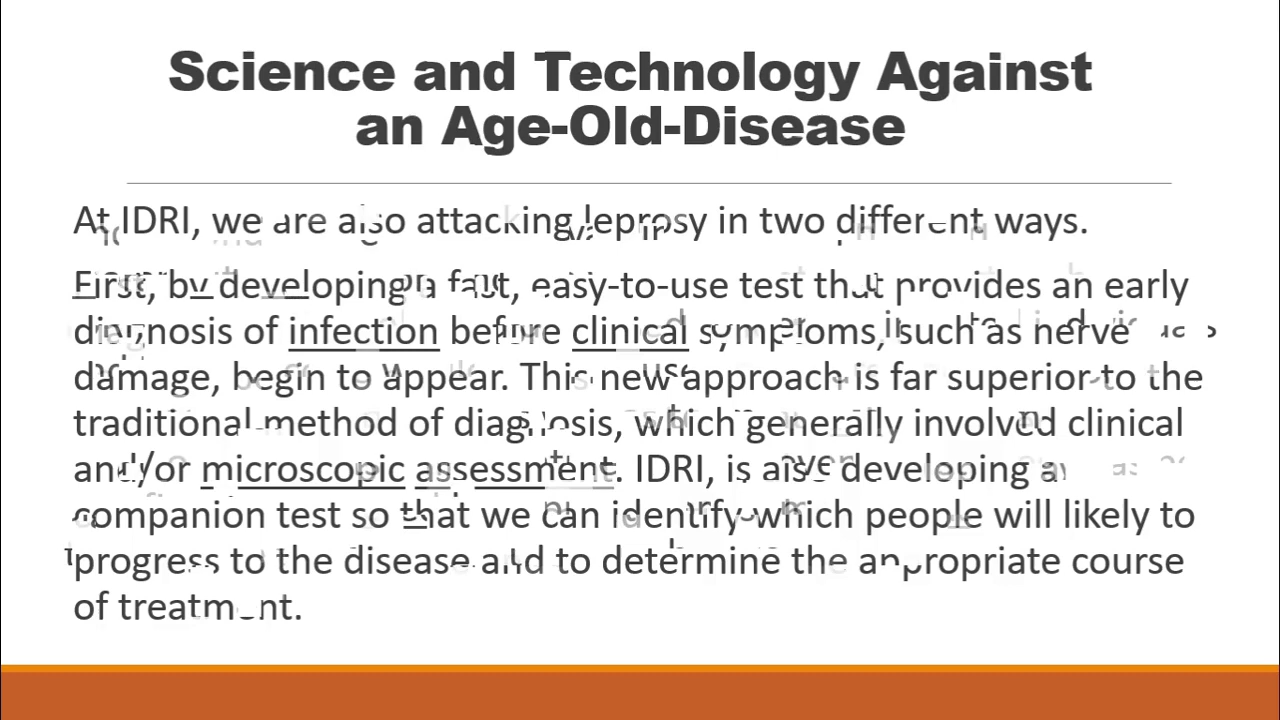 Science and Technology Against
an Age-Old-Disease
At IDRI, we are also attacking leprosy in two different ways.
First, by developing a fast, easy-to-use test that provides an early
diagnosis of infection before clinical symptoms, such as nerve
damage, begin to appear. This new approach is far superior to the
traditional method of diagnosis, which generally involved clinical
and/or microscopic assessment. IDRI, is also developing a
companion test so that we can identify which people will likely to
progress to the disease and to determine the appropriate course
of treatment.